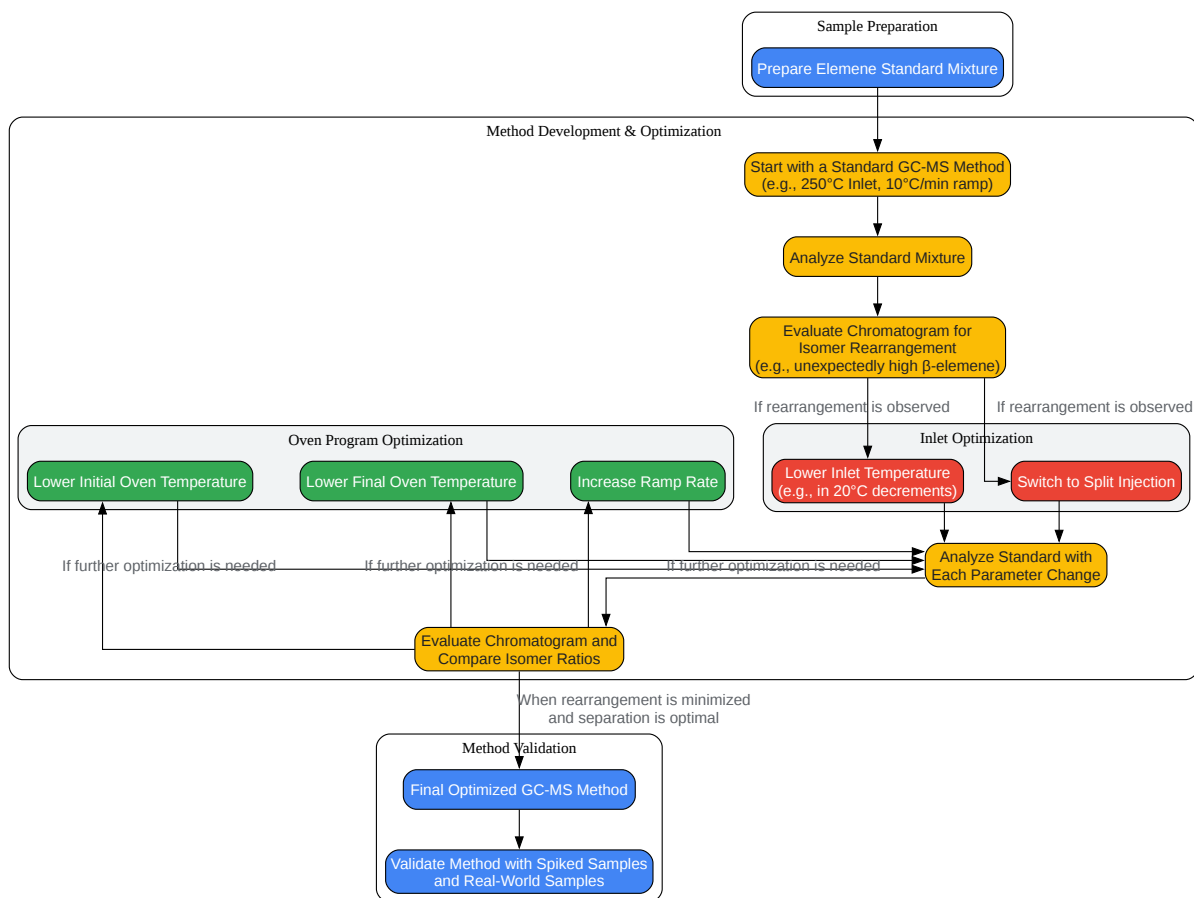 Sample Preparation
Prepare Elemene Standard Mixture
Method Development & Optimization
Start with a Standard GC-MS Method
(e.g., 250°C Inlet, 10°C/min ramp)
Analyze Standard Mixture
Evaluate Chromatogram for
Isomer Rearrangement
(e.g., unexpectedly high β-elemene)
If rearrangement is observed
If rearrangement is observed
Oven Program Optimization
Lower Initial Oven Temperature
Lower Final Oven Temperature
Increase Ramp Rate
Inlet Optimization
Lower Inlet Temperature
(e.g., in 20°C decrements)
Switch to Split Injection
If further optimization is needed
If further optimization is needed
If further optimization is needed
Analyze Standard with
Each Parameter Change
Evaluate Chromatogram and
Compare Isomer Ratios
When rearrangement is minimized
and separation is optimal
Method Validation
Final Optimized GC-MS Method
Validate Method with Spiked Samples
and Real-World Samples